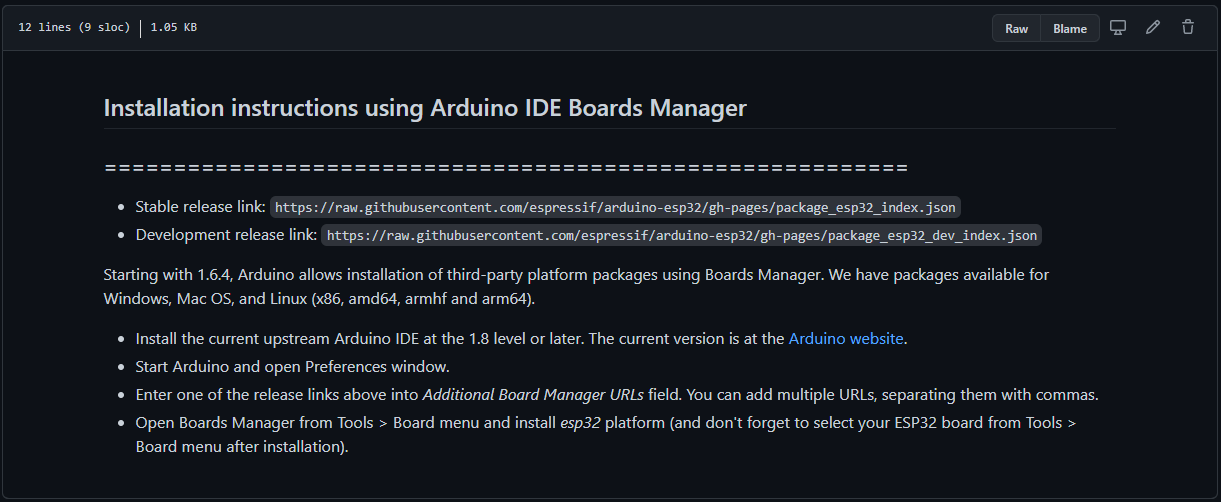 12 lines (9 sloc) | 1.05 KB
Raw Blame
Installation instructions using Arduino IDE Boards Manager
==========================================================
Stable release link: https://raw.githubusercontent.com/espressif/arduino-esp32/gh-pages/package_esp32_index.json
Development release link: https://raw.githubusercontent.com/espressif/arduino-esp32/gh-pages/package_esp32_dev_index.json
Starting with 1.6.4, Arduino allows installation of third-party platform packages using Boards Manager. We have packages available for
Windows, Mac OS, and Linux (x86, amd64, armhf and arm64).
Install the current upstream Arduino IDE at the 1.8 level or later. The current version is at the Arduino website.
Start Arduino and open Preferences window.
Enter one of the release links above into Additional Board Manager URLs field. You can add multiple URLs, separating them with commas.
Open Boards Manager from Tools > Board menu and install esp32 platform (and don't forget to select your ESP32 board from Tools >
Board menu after installation).